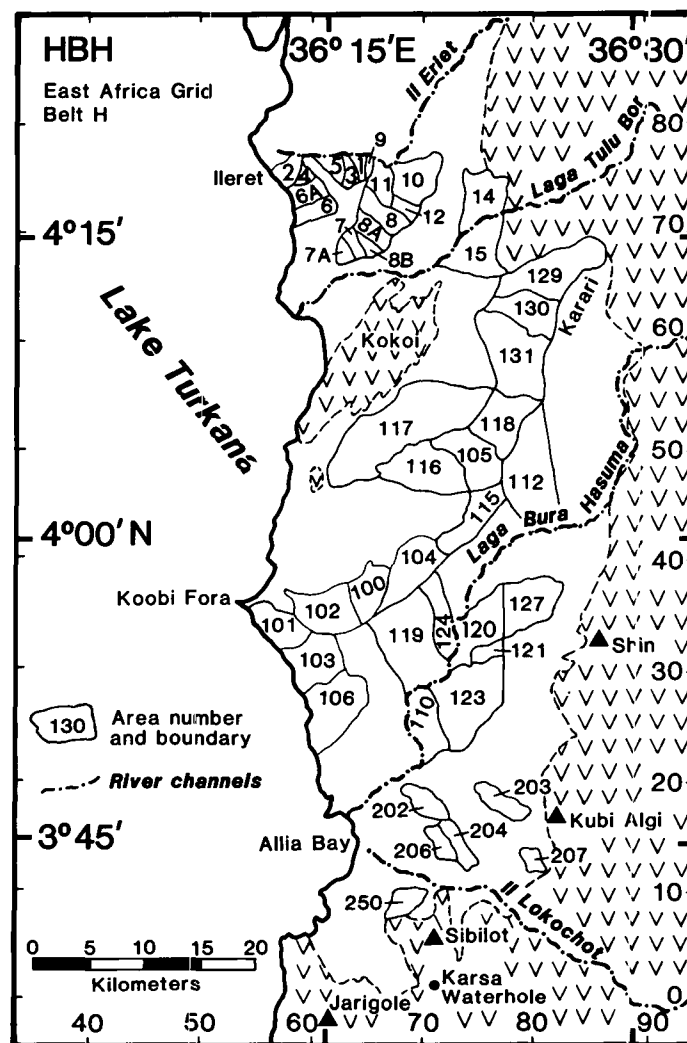 HBH
36° 15'E
36° 30'
East Africa Grid
Belt H
Il Eriet
80
Laga Tulu Bor
9
Ileret
2
4
5
3
1
11
10
6A
6
14
7
8A
8
12
4° 15'
70
7A
8B
15
129
130
Karari
60
Lake Turkana
Kokoi
131
117
118
50
116
105
112
Hasuma
115
Laga Bura
4° 00' N
40
104
Koobi Fora
100
102
101
119
124
120
127
121
Shin
103
30
106
110
123
130
Area number
and boundary
River channels
20
203
202
Kubi Algi
3° 45'
204
Allia Bay
206
207
250
10
Il Lokochot
0 5 10 15 20
Kilometers
Sibilot
Karsa
Waterhole
0
Jarigole
40 50 60 70 80 90